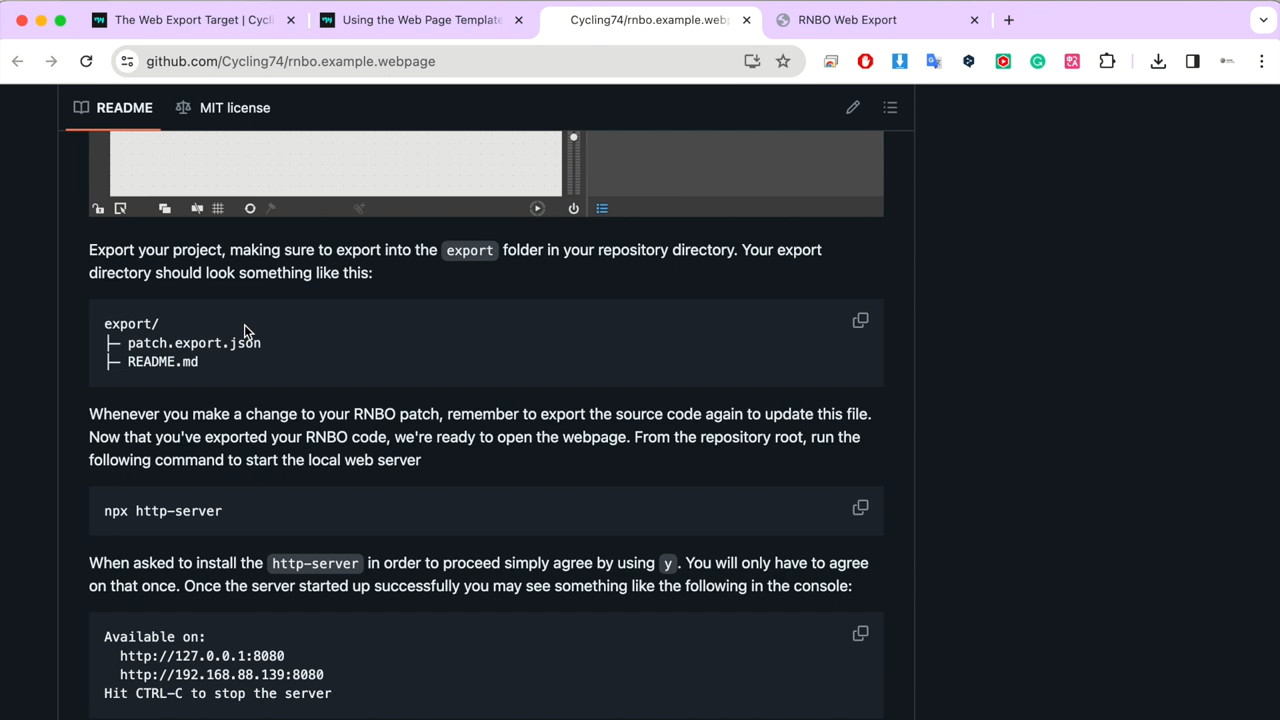 The Web Export Target | Cycli
Using the Web Page Template
Cycling74/rnbo.example.webp
RNBO Web Export
github.com/Cycling74/rnbo.example.webpage
README
MIT license
Export your project, making sure to export into the export folder in your repository directory. Your export
directory should look something like this:
export/
├─ patch.export.json
├─ README.md
Whenever you make a change to your RNBO patch, remember to export the source code again to update this file.
Now that you've exported your RNBO code, we're ready to open the webpage. From the repository root, run the
following command to start the local web server
npx http-server
When asked to install the http-server in order to proceed simply agree by using y. You will only have to agree
on that once. Once the server started up successfully you may see something like the following in the console:
Available on:
http://127.0.0.1:8080
http://192.168.88.139:8080
Hit CTRL-C to stop the server